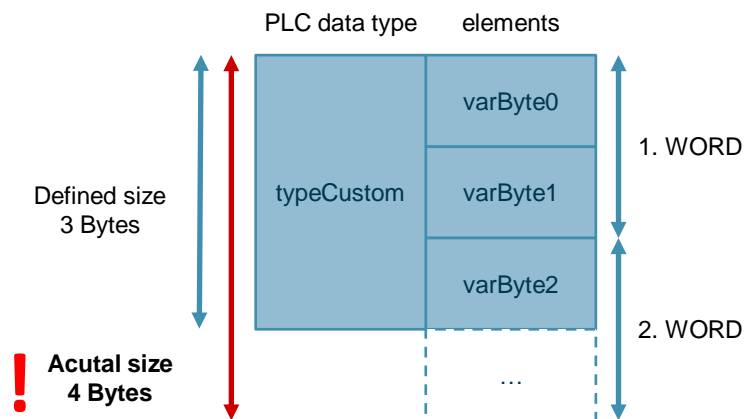 PLC data type elements
varByte0
1. WORD
Defined size
3 Bytes
typeCustom
varByte1
varByte2
2. WORD
! Acutal size
4 Bytes
...